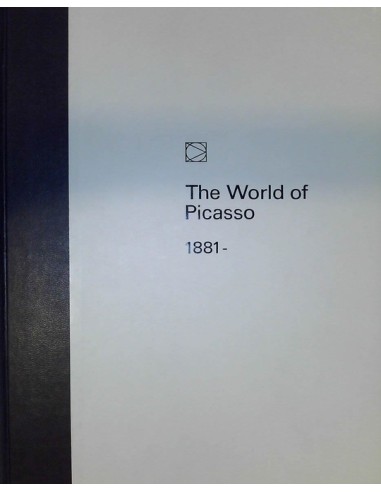 The World of
Picasso
1881-